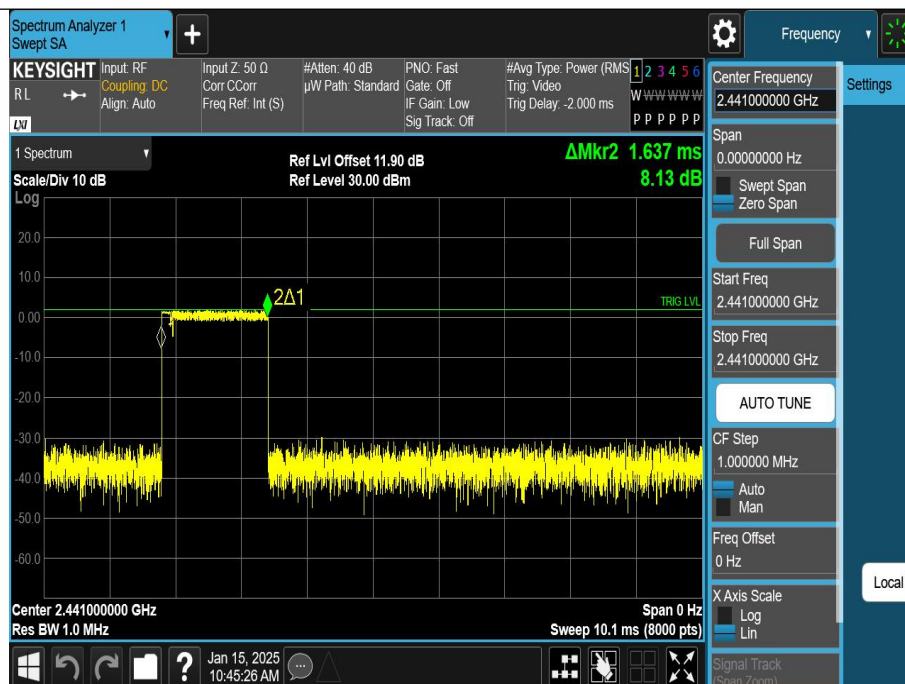 Spectrum Analyzer 1
Swept SA
Frequency
KEYSIGHT
RL
LXI
Input: RF
Coupling: DC
Align: Auto
Input Z: 50 Ω
Corr CCorr
Freq Ref: Int (S)
#Atten: 40 dB
µW Path: Standard
PNO: Fast
Gate: Off
IF Gain: Low
Sig Track: Off
#Avg Type: Power (RMS
Trig: Video
Trig Delay: -2.000 ms
1 2 3 4 5 6
W W W W W W
P P P P P P
Center Frequency
2.441000000 GHz
Settings
1 Spectrum
Scale/Div 10 dB
Log
Ref Lvl Offset 11.90 dB
Ref Level 30.00 dBm
ΔMkr2 1.637 ms
8.13 dB
Span
0.00000000 Hz
Swept Span
Zero Span
Full Span
Start Freq
2.441000000 GHz
Stop Freq
2.441000000 GHz
AUTO TUNE
CF Step
1.000000 MHz
Auto
Man
Freq Offset
0 Hz
X Axis Scale
Log
Lin
Signal Track
(Span Zoom)
Local
20.0
10.0
0.00
-10.0
-20.0
-30.0
-40.0
-50.0
-60.0
2Δ1
TRIG LVL
Center 2.441000000 GHz
Res BW 1.0 MHz
Span 0 Hz
Sweep 10.1 ms (8000 pts)
?
Jan 15, 2025
10:45:26 AM